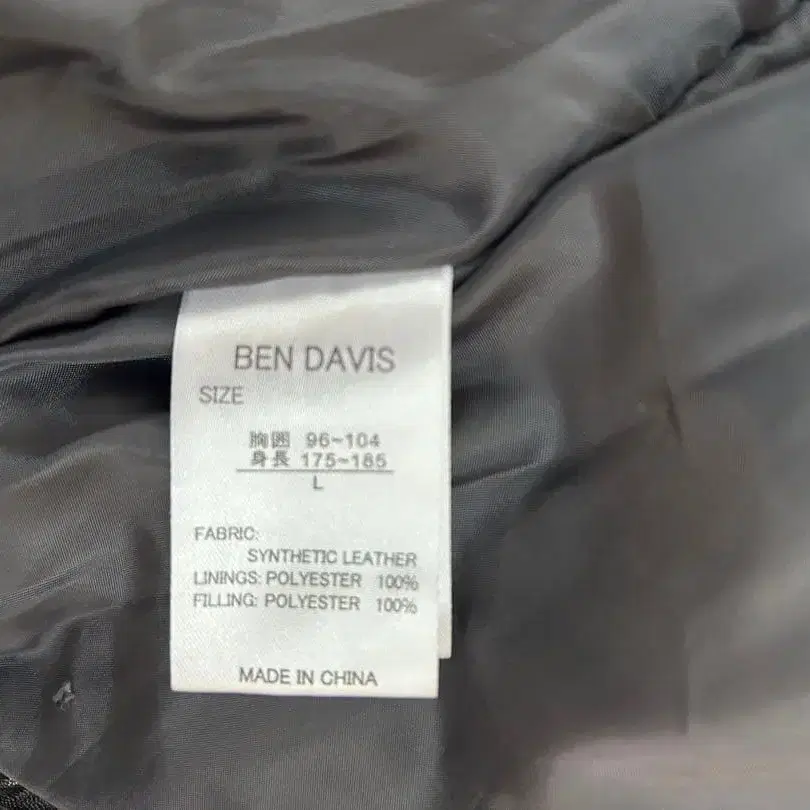 BEN DAVIS
SIZE
胸囲 96~104
身長 175~185
L
FABRIC:
SYNTHETIC LEATHER
LININGS: POLYESTER 100%
FILLING: POLYESTER 100%
MADE IN CHINA